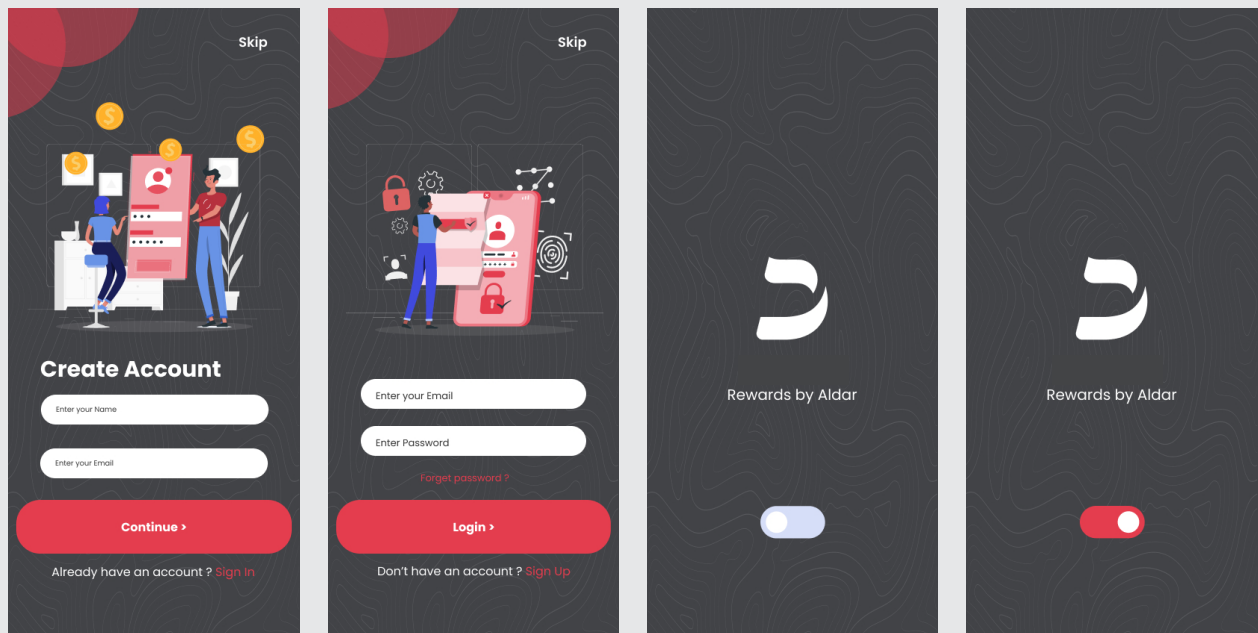 Skip
Create Account
Enter your Name
Enter your Email
Continue >
Already have an account ? Sign In
Skip
Enter your Email
Enter Password
Forget password ?
Login >
Don't have an account ? Sign Up
Rewards by Aldar
Rewards by Aldar